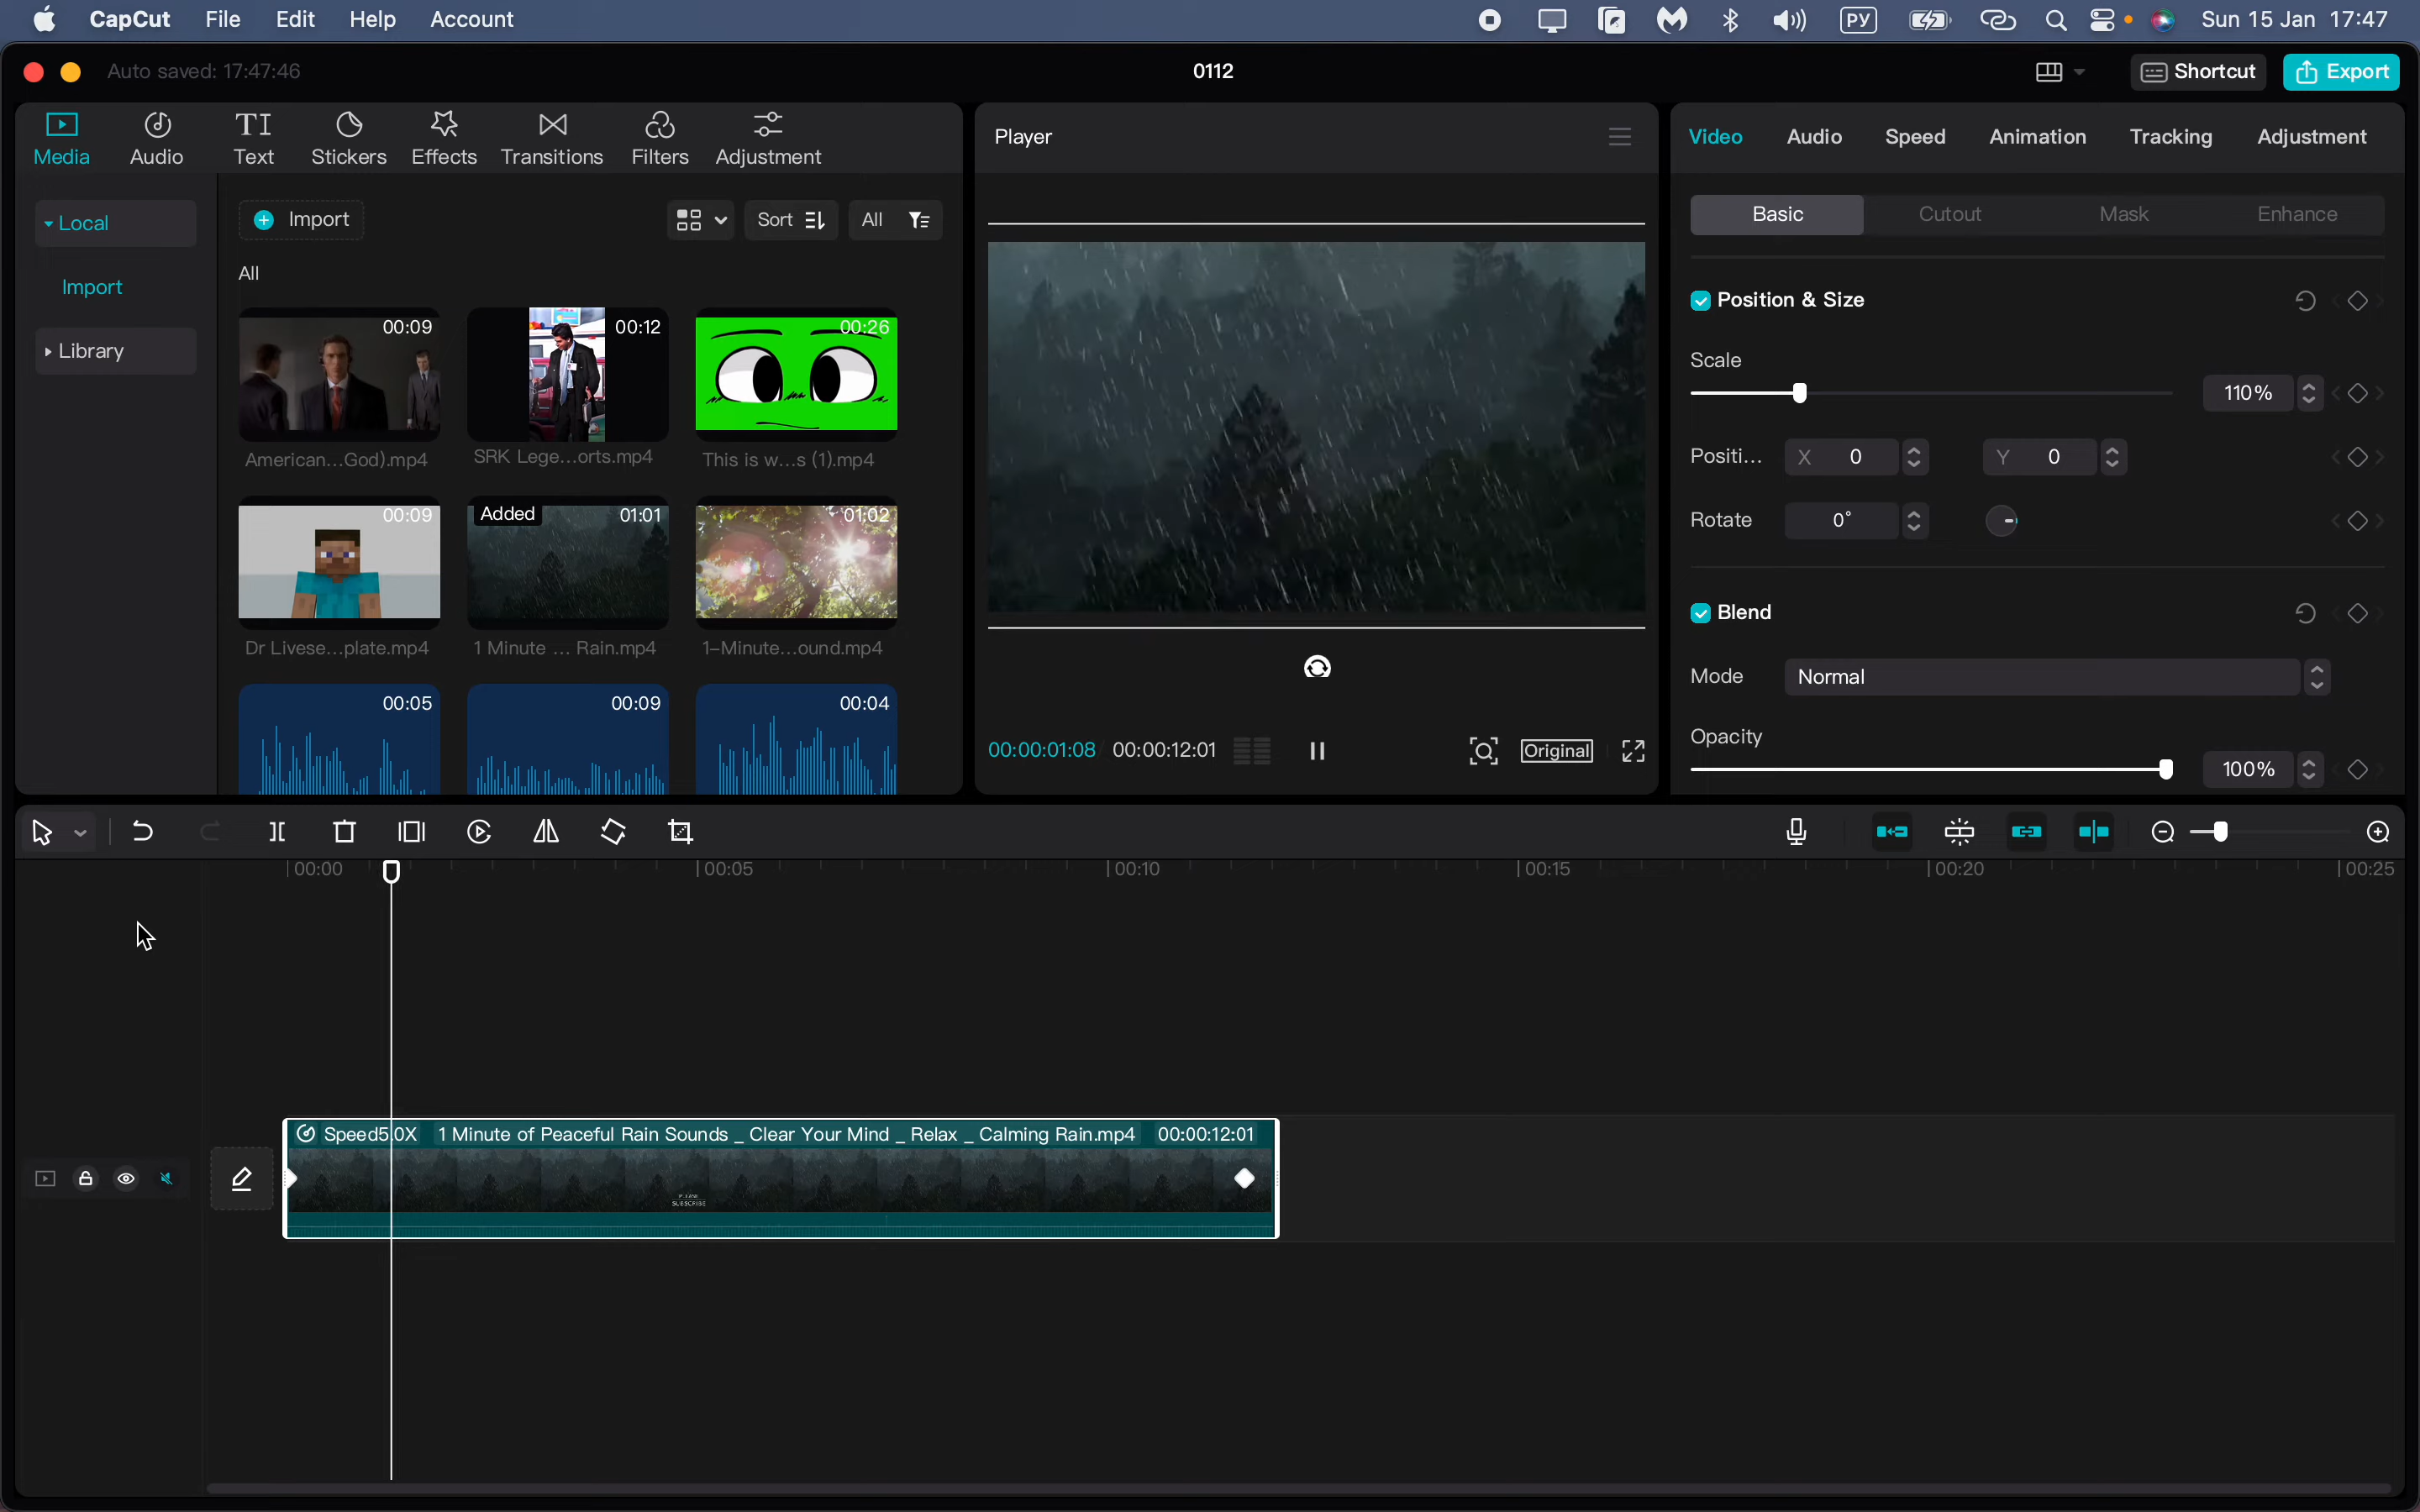 CapCut File Edit Help Account РУ Sun 15 Jan 17:47
Auto saved: 17:47:46 0112 Shortcut Export
Media Audio Text Stickers Effects Transitions Filters Adjustment
Local
Import
Library
Import Sort All
All
00:09 00:12 00:26
American...God).mp4 SRK Lege...orts.mp4 This is w...s (1).mp4
00:09 Added 01:01 01:02
Dr Livese...plate.mp4 1 Minute ... Rain.mp4 1-Minute...ound.mp4
00:05 00:09 00:04
Player
00:00:01:08 00:00:12:01 Original
Video Audio Speed Animation Tracking Adjustment
Basic Cutout Mask Enhance
Position & Size
Scale
110%
Positi... X 0 Y 0
Rotate 0°
Blend
Mode Normal
Opacity
100%
00:00 00:05 00:10 00:15 00:20 00:25
Speed5.0X 1 Minute of Peaceful Rain Sounds _ Clear Your Mind _ Relax _ Calming Rain.mp4 00:00:12:01
SUBSCRIBE